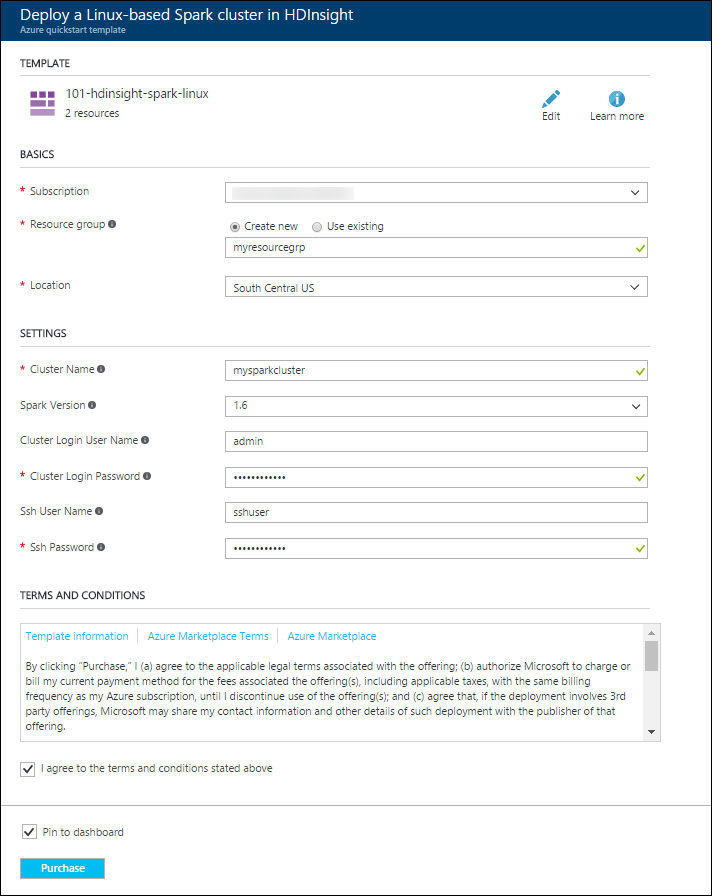 Deploy a Linux-based Spark cluster in HDInsight
Azure quickstart template
TEMPLATE
101-hdinsight-spark-linux
2 resources
Edit
Learn more
BASICS
* Subscription
* Resource group
Create new
Use existing
myresourcegrp
* Location
South Central US
SETTINGS
* Cluster Name
mysparkcluster
Spark Version
1.6
Cluster Login User Name
admin
* Cluster Login Password
••••••••••••
Ssh User Name
sshuser
* Ssh Password
••••••••••••
TERMS AND CONDITIONS
Template information | Azure Marketplace Terms | Azure Marketplace
By clicking "Purchase," I (a) agree to the applicable legal terms associated with the offering; (b) authorize Microsoft to charge or
bill my current payment method for the fees associated the offering(s), including applicable taxes, with the same billing
frequency as my Azure subscription, until I discontinue use of the offering(s); and (c) agree that, if the deployment involves 3rd
party offerings, Microsoft may share my contact information and other details of such deployment with the publisher of that
offering.
I agree to the terms and conditions stated above
Pin to dashboard
Purchase